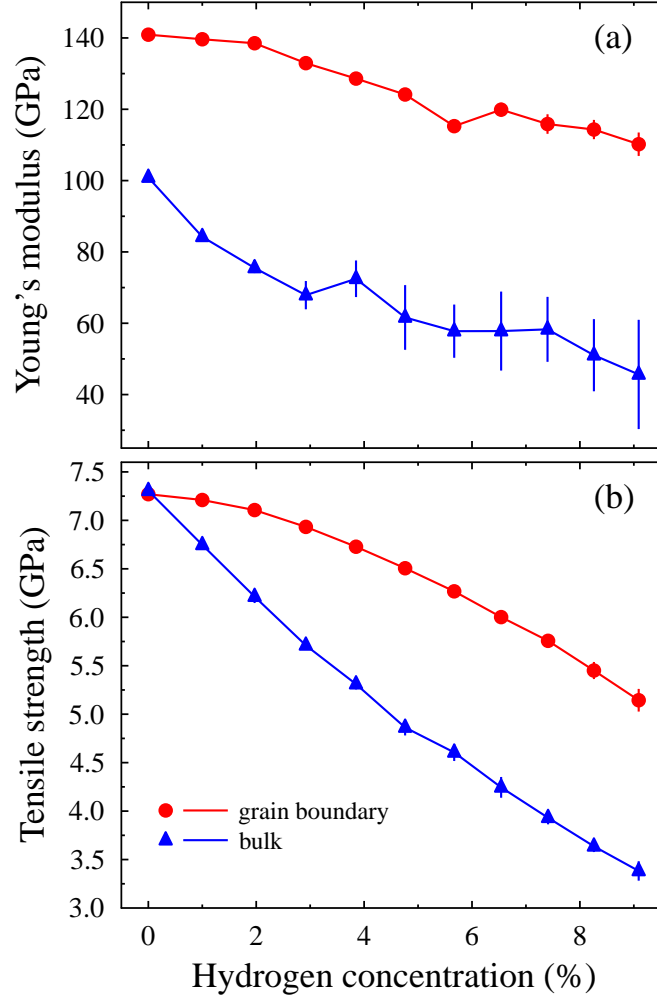 (a)
140
120
100
80
60
40
Young's modulus (GPa)
(b)
7.5
7.0
6.5
6.0
5.5
5.0
4.5
4.0
3.5
3.0
Tensile strength (GPa)
grain boundary
bulk
0 2 4 6 8
Hydrogen concentration (%)